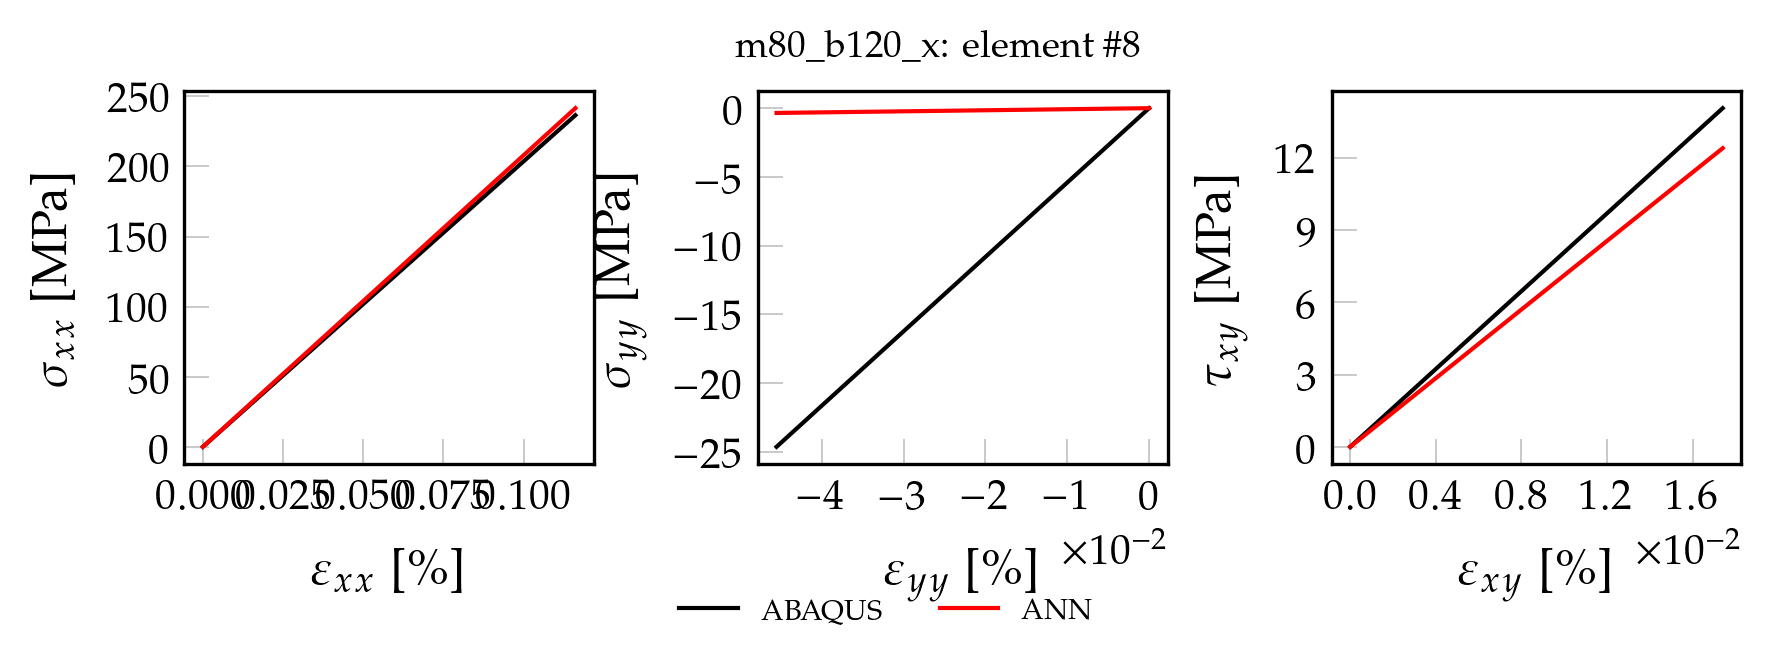 m80_b120_x: element #8
250
200
150
100
50
0
σxx [MPa]
0.000 0.025 0.050 0.075 0.100
εxx [%]
0
−5
−10
−15
−20
−25
σyy [MPa]
−4 −3 −2 −1 0
×10−2
εyy [%]
12
9
6
3
0
τxy [MPa]
0.0 0.4 0.8 1.2 1.6
×10−2
εxy [%]
ABAQUS ANN